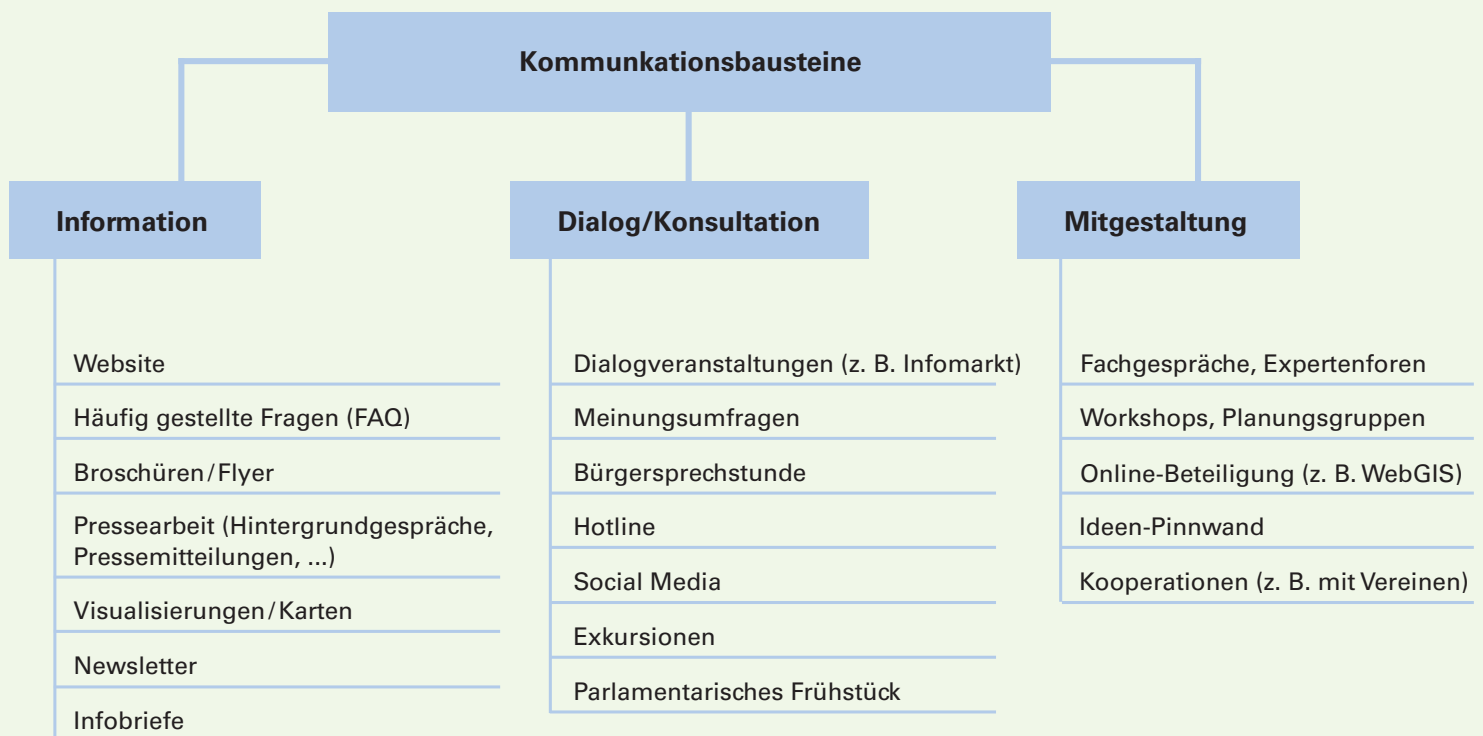 Kommunkationsbausteine
Information
Website
Häufig gestellte Fragen (FAQ)
Broschüren/Flyer
Pressearbeit (Hintergrundgespräche,
Pressemitteilungen, ...)
Visualisierungen/Karten
Newsletter
Infobriefe
Dialog/Konsultation
Dialogveranstaltungen (z. B. Infomarkt)
Meinungsumfragen
Bürgersprechstunde
Hotline
Social Media
Exkursionen
Parlamentarisches Frühstück
Mitgestaltung
Fachgespräche, Expertenforen
Workshops, Planungsgruppen
Online-Beteiligung (z. B. WebGIS)
Ideen-Pinnwand
Kooperationen (z. B. mit Vereinen)